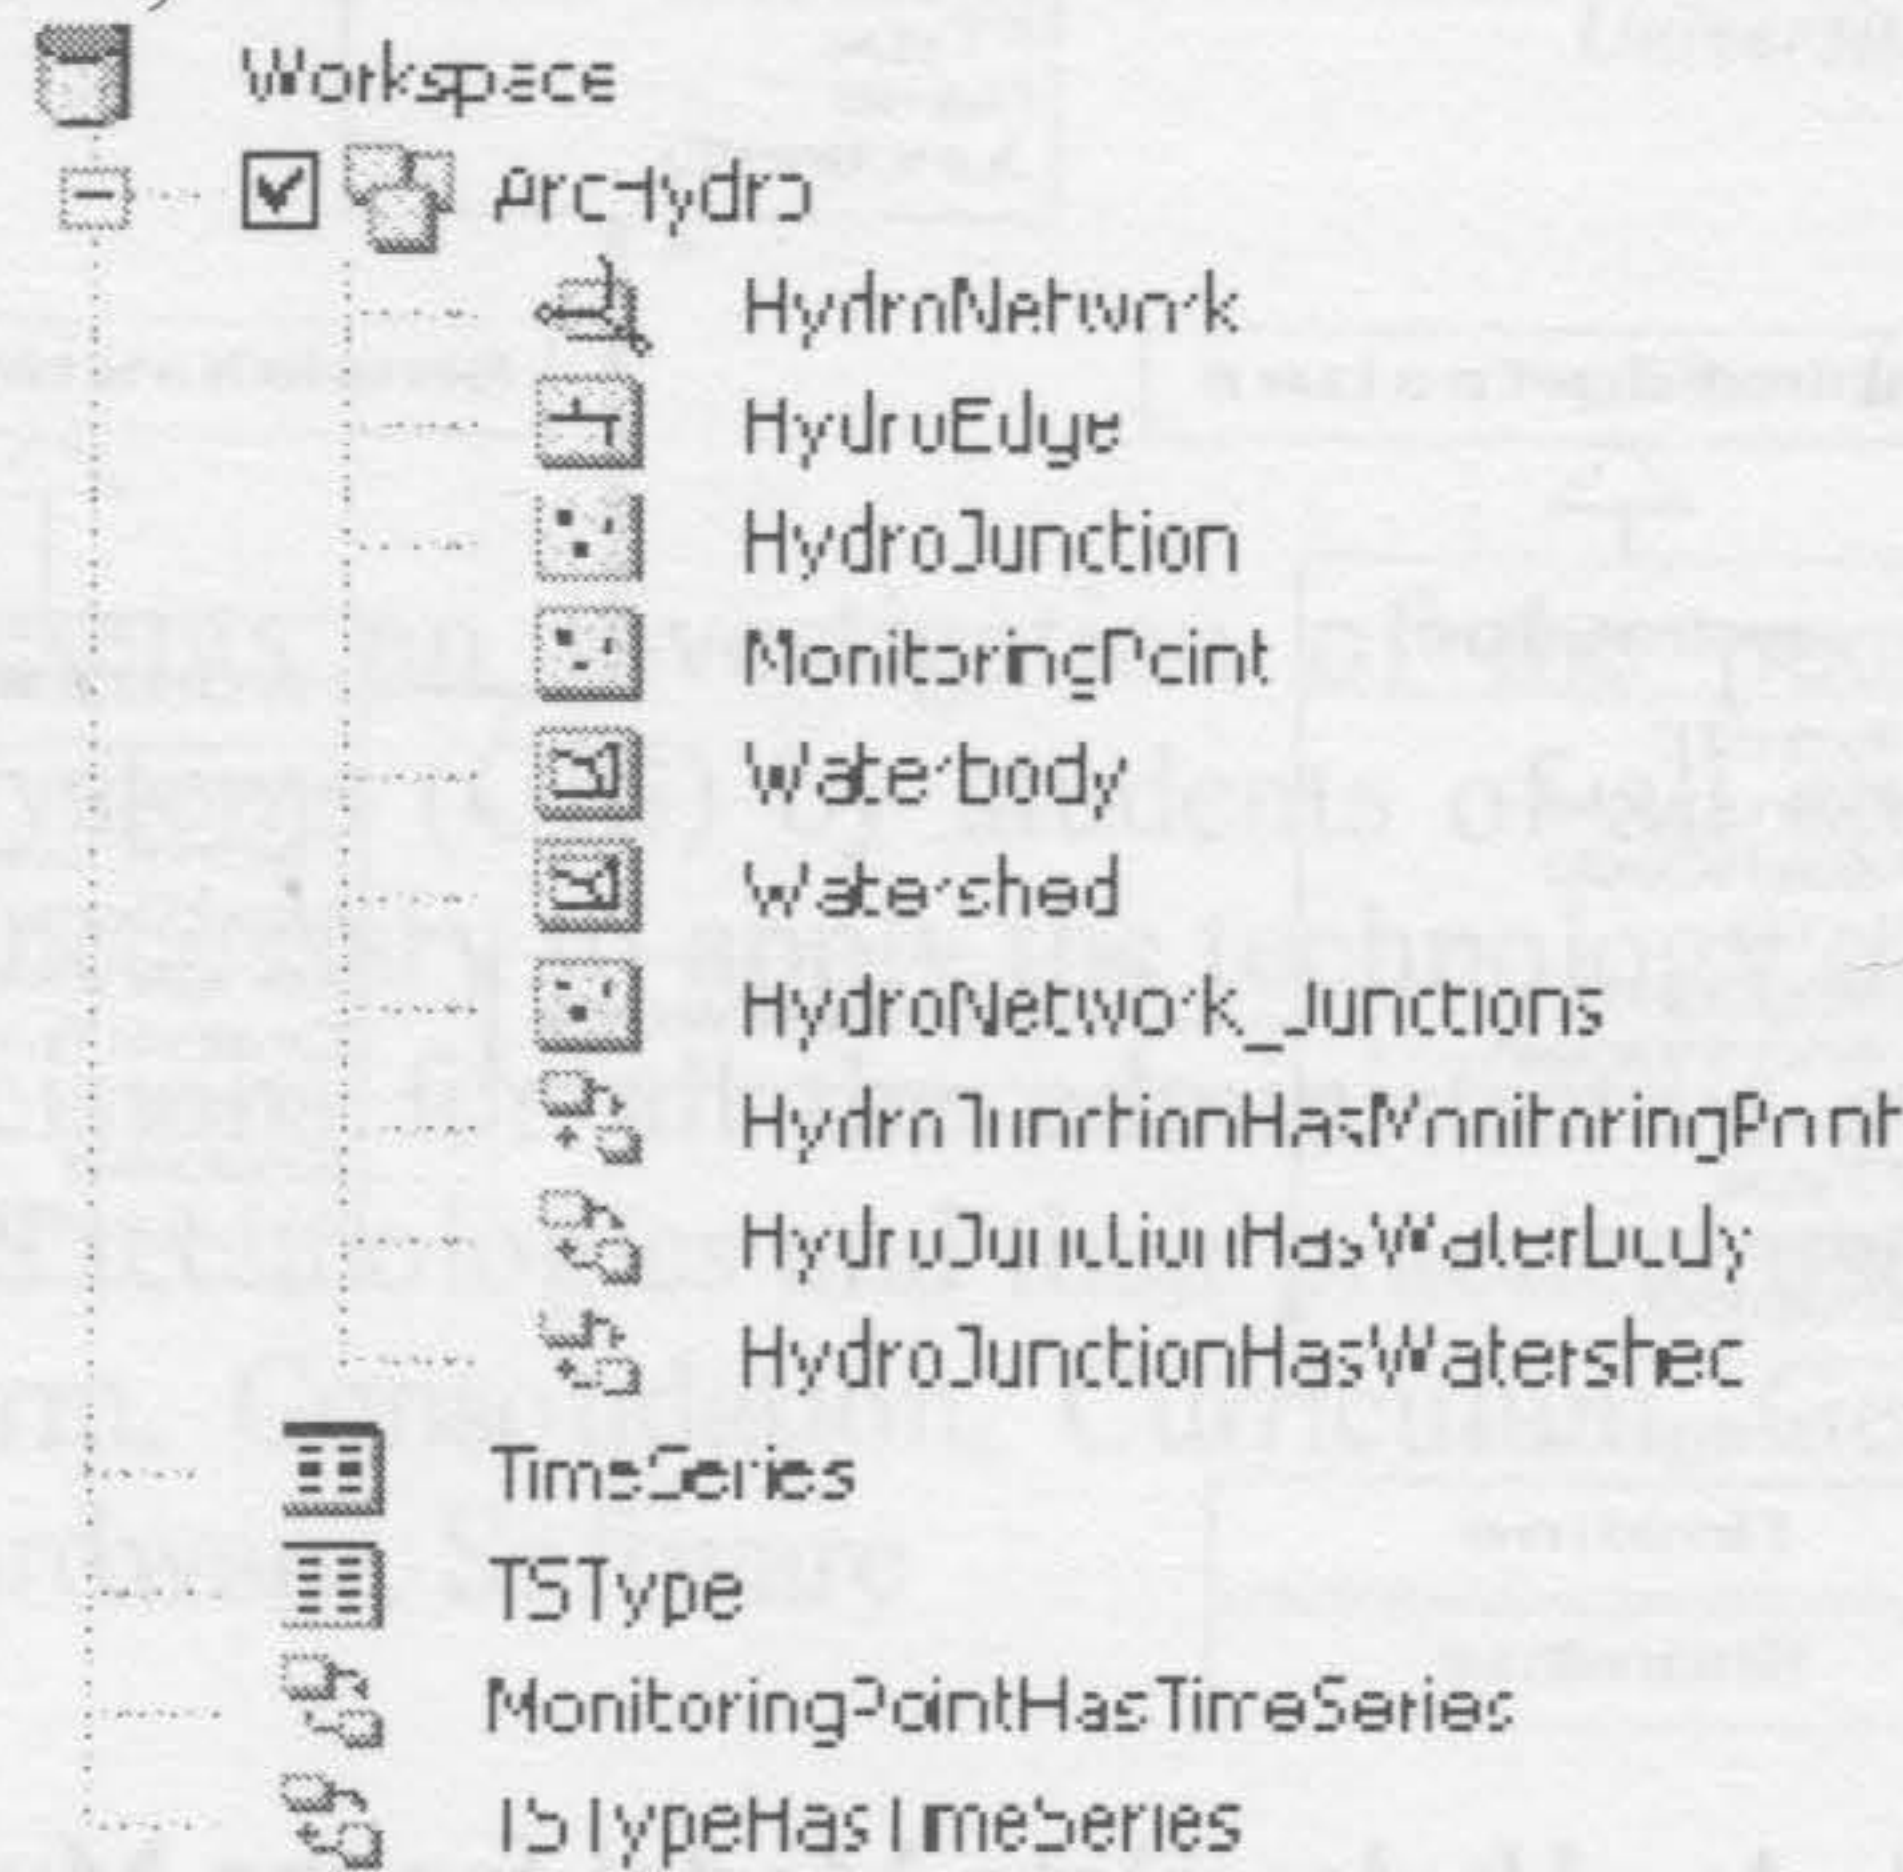 Workspace
ArcHydro
HydroNetwork
HydroEdge
HydroJunction
MonitoringPoint
Waterbody
Watershed
HydroNetwork_Junctions
HydroJunctionHasMonitoringPoint
HydroJunctionHasWaterbody
HydroJunctionHasWatershed
TimeSeries
TSType
MonitoringPointHasTimeSeries
TSTypeHasTimeSeries